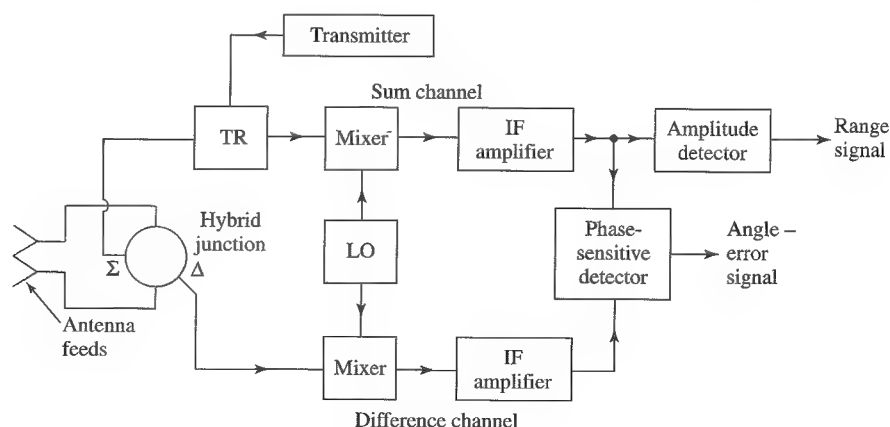 Transmitter
Sum channel
TR
Mixer
IF
amplifier
Amplitude
detector
Range
signal
Hybrid
junction
Σ
Δ
LO
Phase-
sensitive
detector
Angle –
error
signal
Antenna
feeds
Mixer
IF
amplifier
Difference channel